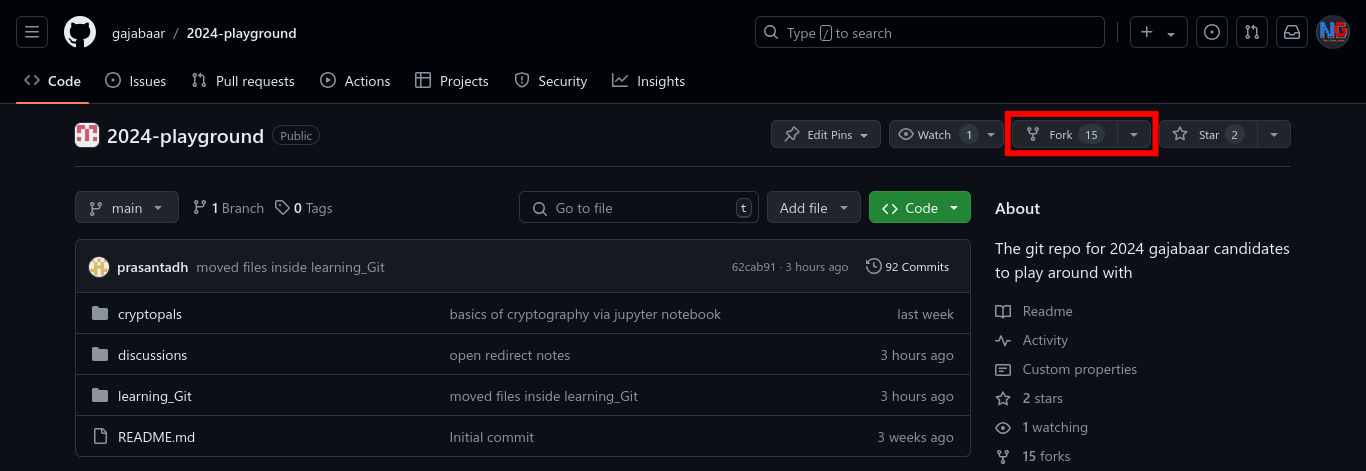 gajabaar / 2024-playground Type / to search NG
Code Issues Pull requests Actions Projects Security Insights
2024-playground Public Edit Pins Watch 1 Fork 15 Star 2
main 1 Branch 0 Tags Go to file t Add file Code
About
The git repo for 2024 gajabaar candidates
to play around with
prasantadh moved files inside learning_Git 62cab91 · 3 hours ago 92 Commits
cryptopals basics of cryptography via jupyter notebook last week
discussions open redirect notes 3 hours ago
learning_Git moved files inside learning_Git 3 hours ago
README.md Initial commit 3 weeks ago
Readme
Activity
Custom properties
2 stars
1 watching
15 forks